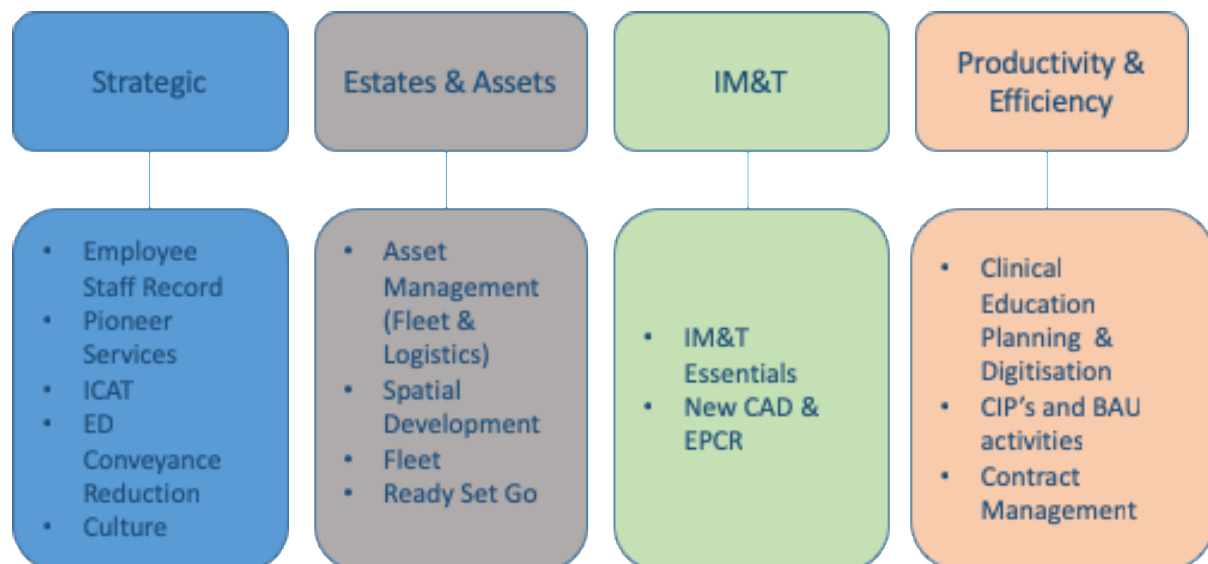 Strategic
Estates & Assets
IM&T
Productivity &
Efficiency
• Employee
Staff Record
• Pioneer
Services
• ICAT
• ED
Conveyance
Reduction
• Culture
• Asset
Management
(Fleet &
Logistics)
• Spatial
Development
• Fleet
• Ready Set Go
• IM&T
Essentials
• New CAD &
EPCR
• Clinical
Education
Planning &
Digitisation
• CIP's and BAU
activities
• Contract
Management